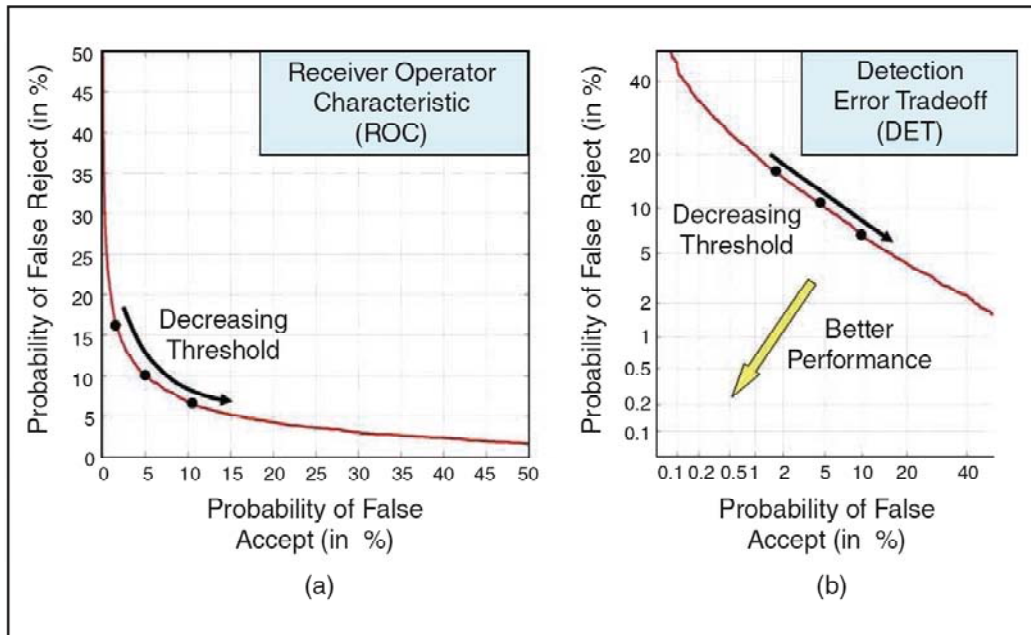 Receiver Operator
Characteristic
(ROC)
Probability of False Reject (in %)
50
45
40
35
30
25
20
15
10
5
0
Decreasing
Threshold
0 5 10 15 20 25 30 35 40 45 50
Probability of False
Accept (in %)
(a)
Detection
Error Tradeoff
(DET)
Probability of False Reject (in %)
40
20
10
5
2
1
0.5
0.2
0.1
Decreasing
Threshold
Better
Performance
0.1 0.2 0.5 1 2 5 10 20 40
Probability of False
Accept (in %)
(b)